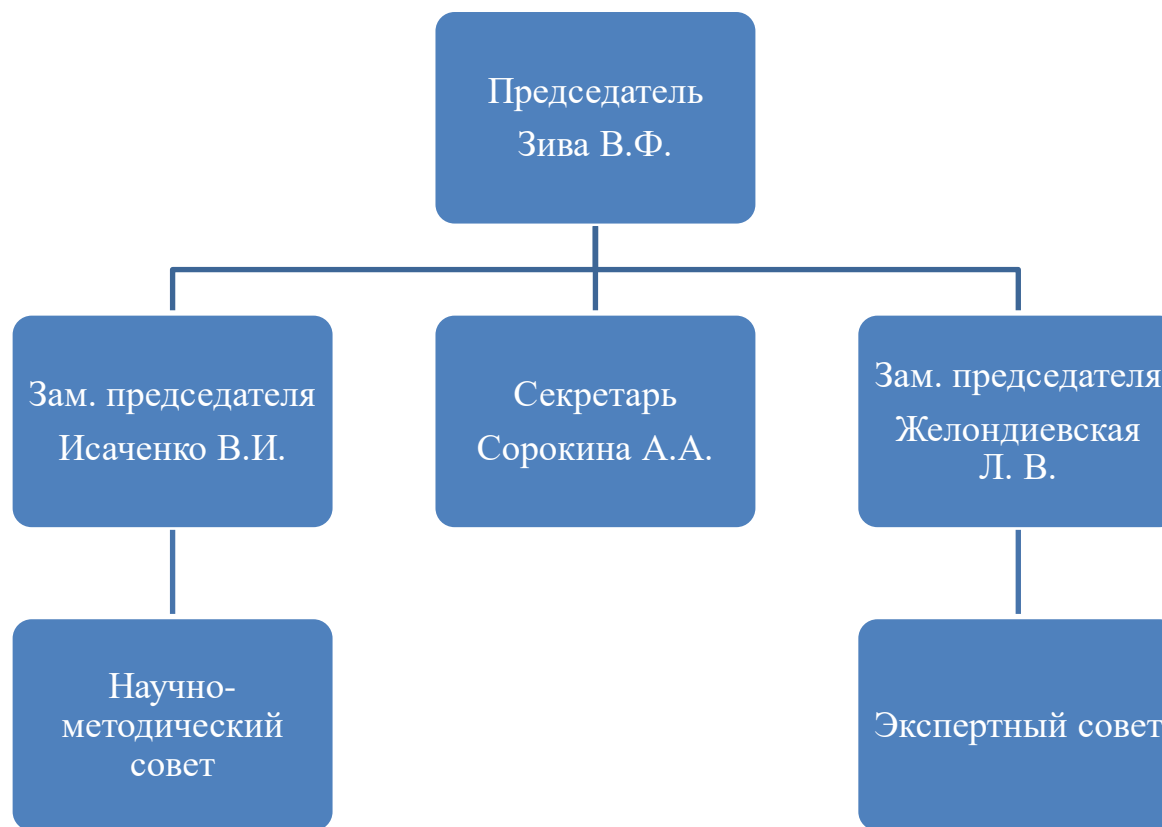 Председатель
Зива В.Ф.
Зам. председателя
Исаченко В.И.
Секретарь
Сорокина А.А.
Зам. председателя
Желондиевская
Л. В.
Научно-
методический
совет
Экспертный совет